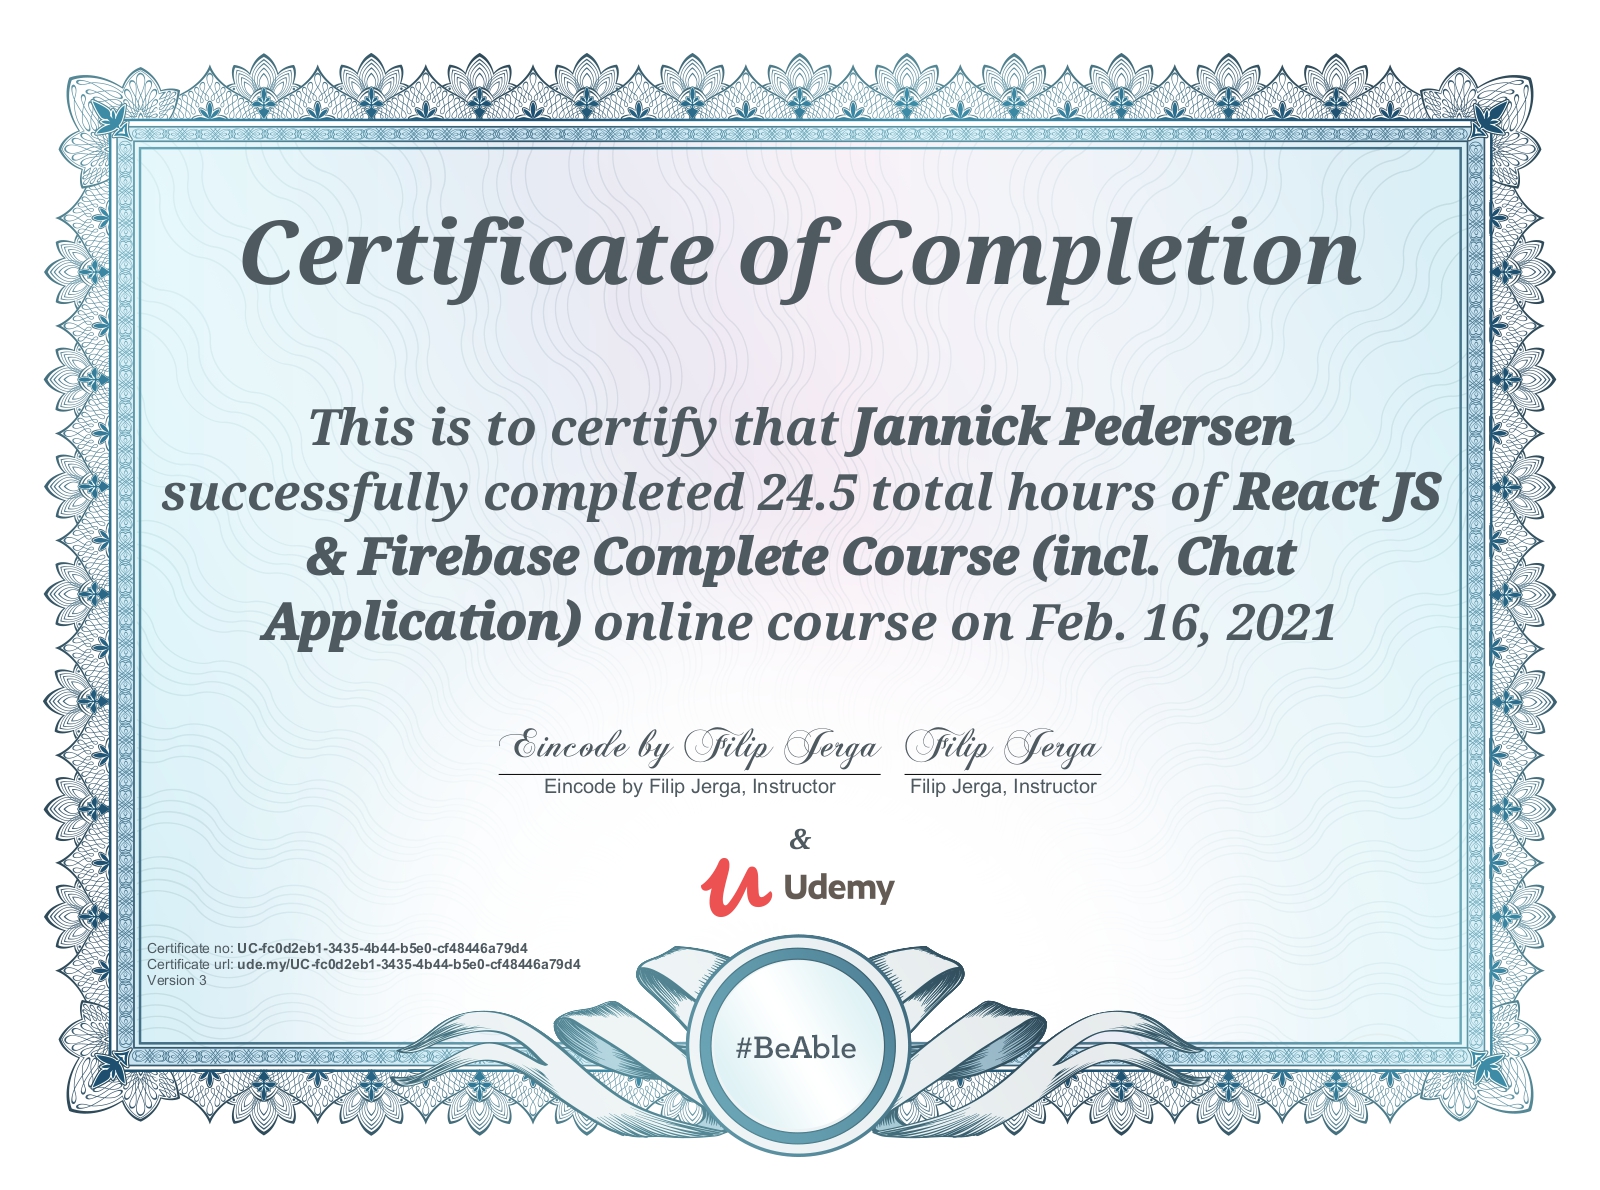 Certificate of Completion
This is to certify that Jannick Pedersen
successfully completed 24.5 total hours of React JS
& Firebase Complete Course (incl. Chat
Application) online course on Feb. 16, 2021
Eincode by Filip Jerga Filip Jerga
Eincode by Filip Jerga, Instructor Filip Jerga, Instructor
&
Udemy
Certificate no: UC-fc0d2eb1-3435-4b44-b5e0-cf48446a79d4
Certificate url: ude.my/UC-fc0d2eb1-3435-4b44-b5e0-cf48446a79d4
Version 3
#BeAble